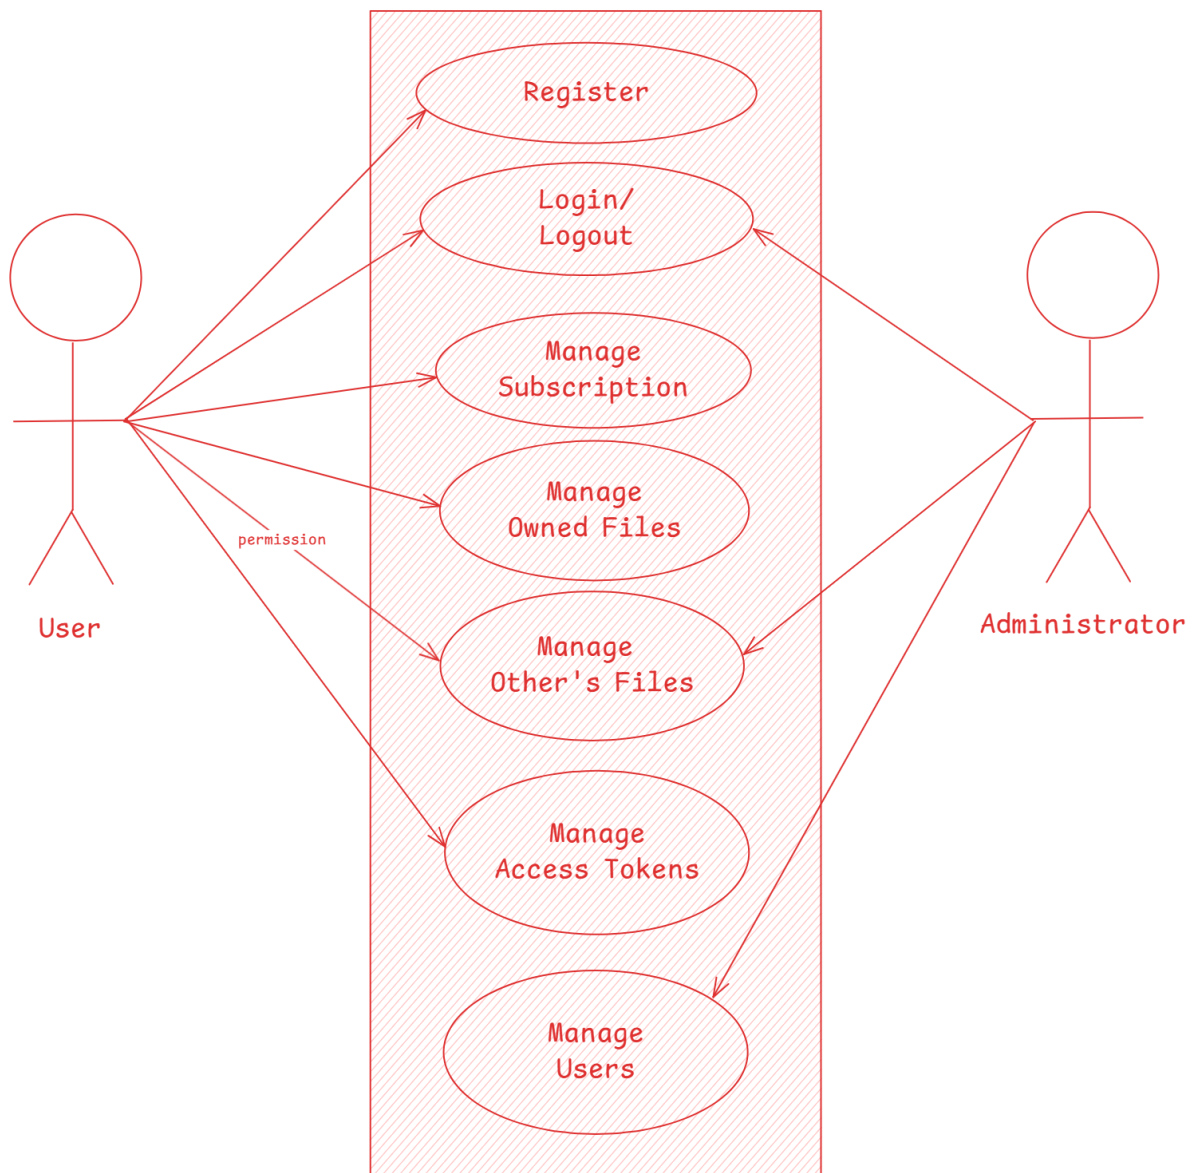 Register
Login/
Logout
Manage
Subscription
Manage
Owned Files
permission
Manage
Other's Files
User
Administrator
Manage
Access Tokens
Manage
Users